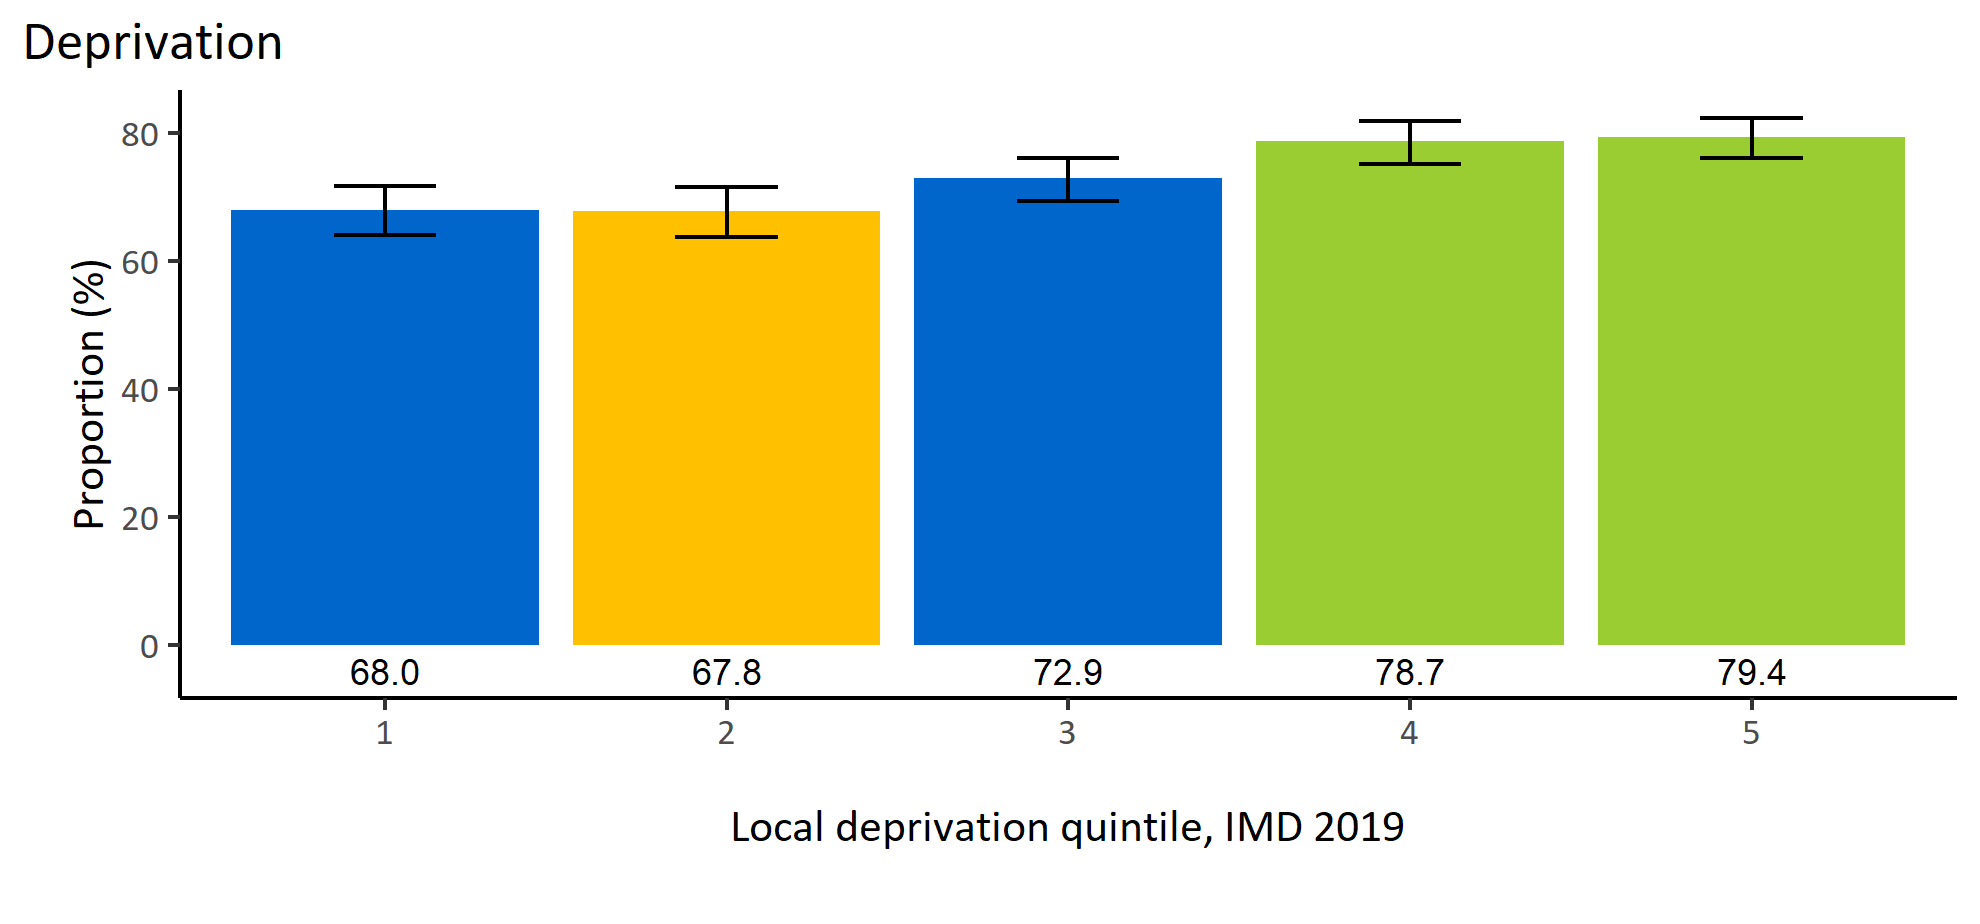 Deprivation
Proportion (%)
80
60
40
20
0
68.0 67.8 72.9 78.7 79.4
1 2 3 4 5
Local deprivation quintile, IMD 2019